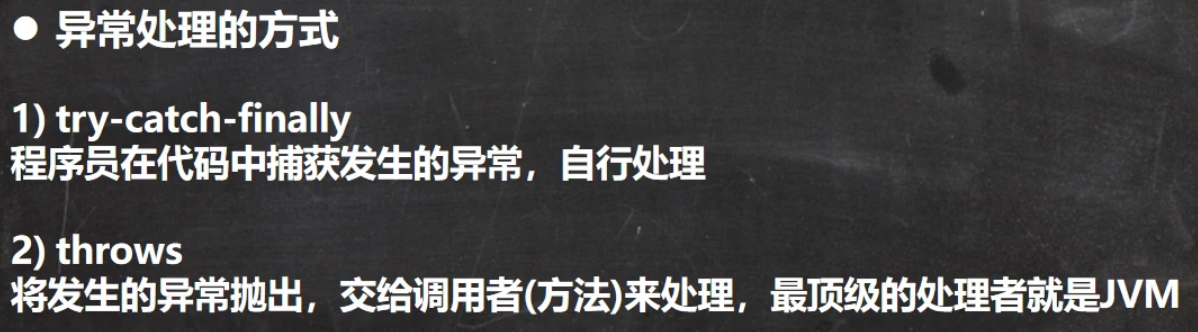 ● 异常处理的方式
1) try-catch-finally
程序员在代码中捕获发生的异常，自行处理
2) throws
将发生的异常抛出，交给调用者(方法)来处理，最顶级的处理者就是JVM